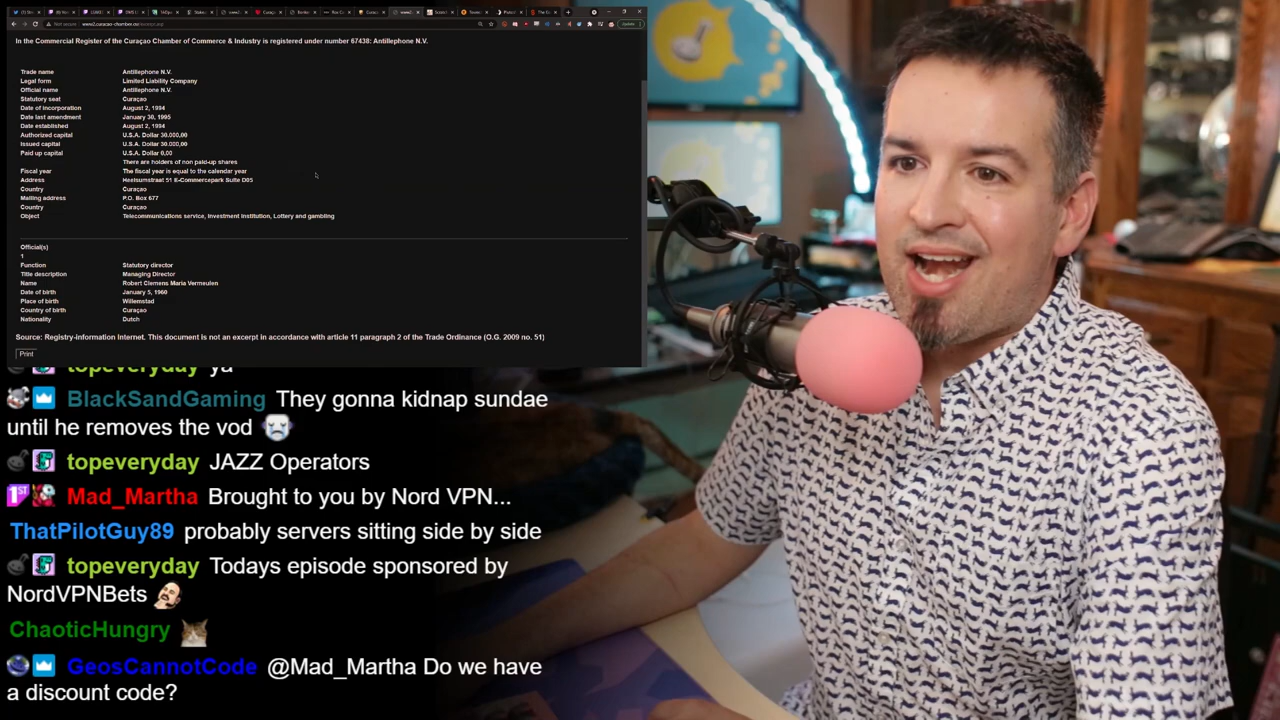 Not secure
www2.curacao-chamber.cw/excerpt.asp
Update
In the Commercial Register of the Curaçao Chamber of Commerce & Industry is registered under number 67438: Antillephone N.V.
Trade name Antillephone N.V.
Legal form Limited Liability Company
Official name Antillephone N.V.
Statutory seat Curaçao
Date of incorporation August 2, 1994
Date last amendment January 30, 1995
Date established August 2, 1994
Authorized capital U.S.A. Dollar 30.000,00
Issued capital U.S.A. Dollar 30.000,00
Paid up capital U.S.A. Dollar 0,00
There are holders of non paid-up shares
Fiscal year The fiscal year is equal to the calendar year
Address Heelsumstraat 51 E-Commercepark Suite D05
Country Curaçao
Mailing address P.O. Box 677
Country Curaçao
Object Telecommunications service, Investment institution, Lottery and gambling
Official(s)
1
Function Statutory director
Title description Managing Director
Name Robert Clemens Maria Vermeulen
Date of birth January 5, 1960
Place of birth Willemstad
Country of birth Curaçao
Nationality Dutch
Source: Registry-information Internet. This document is not an excerpt in accordance with article 11 paragraph 2 of the Trade Ordinance (O.G. 2009 no. 51)
Print
topeveryday ya
BlackSandGaming They gonna kidnap sundae
until he removes the vod
topeveryday JAZZ Operators
1ST Mad_Martha Brought to you by Nord VPN...
ThatPilotGuy89 probably servers sitting side by side
topeveryday Todays episode sponsored by
NordVPNBets
ChaoticHungry
GeosCannotCode @Mad_Martha Do we have
a discount code?